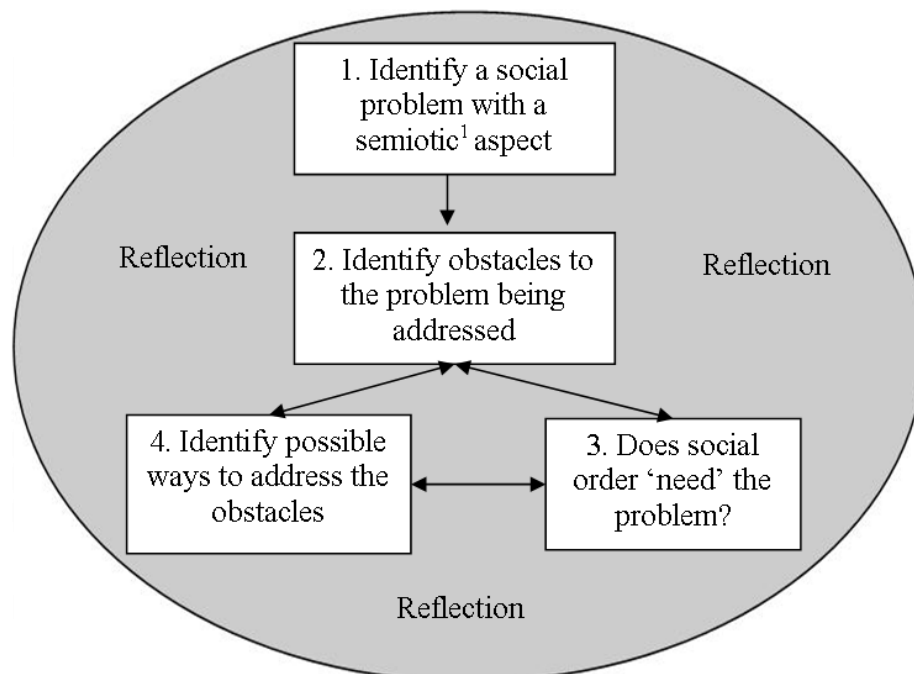 1. Identify a social
problem with a
semiotic¹ aspect
Reflection
Reflection
2. Identify obstacles to
the problem being
addressed
4. Identify possible
ways to address the
obstacles
3. Does social
order ‘need’ the
problem?
Reflection